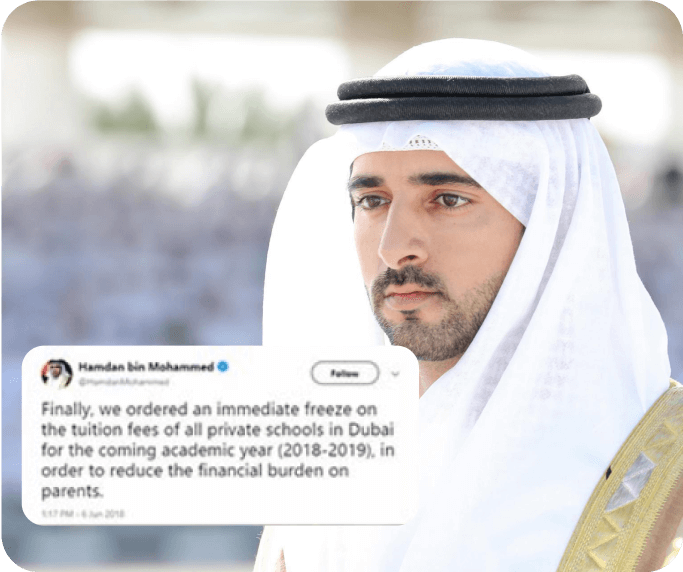 Hamdan bin Mohammed
@HamdanMohammed
Follow
Finally, we ordered an immediate freeze on
the tuition fees of all private schools in Dubai
for the coming academic year (2018-2019), in
order to reduce the financial burden on
parents.
5:17 PM - 6 Jun 2018